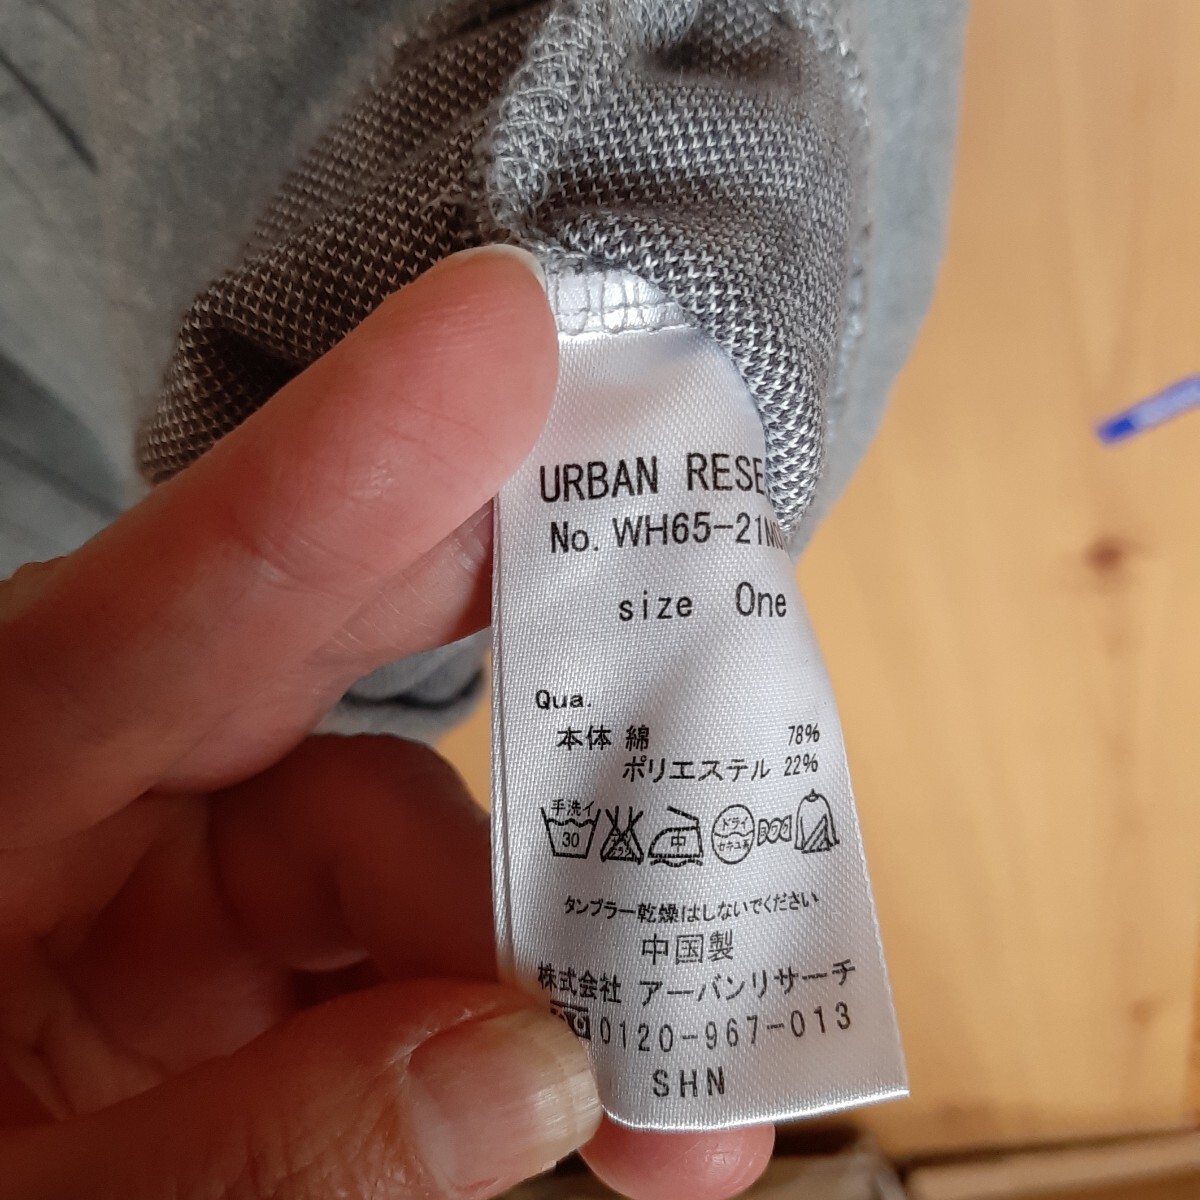 URBAN RESE
No. WH65-21
size One
Qua.
本体 綿 78%
ポリエステル 22%
手洗イ 30 中 ドライ セキユ系
タンブラー乾燥はしないでください
中国製
株式会社 アーバンリサーチ
0120-967-013
SHN